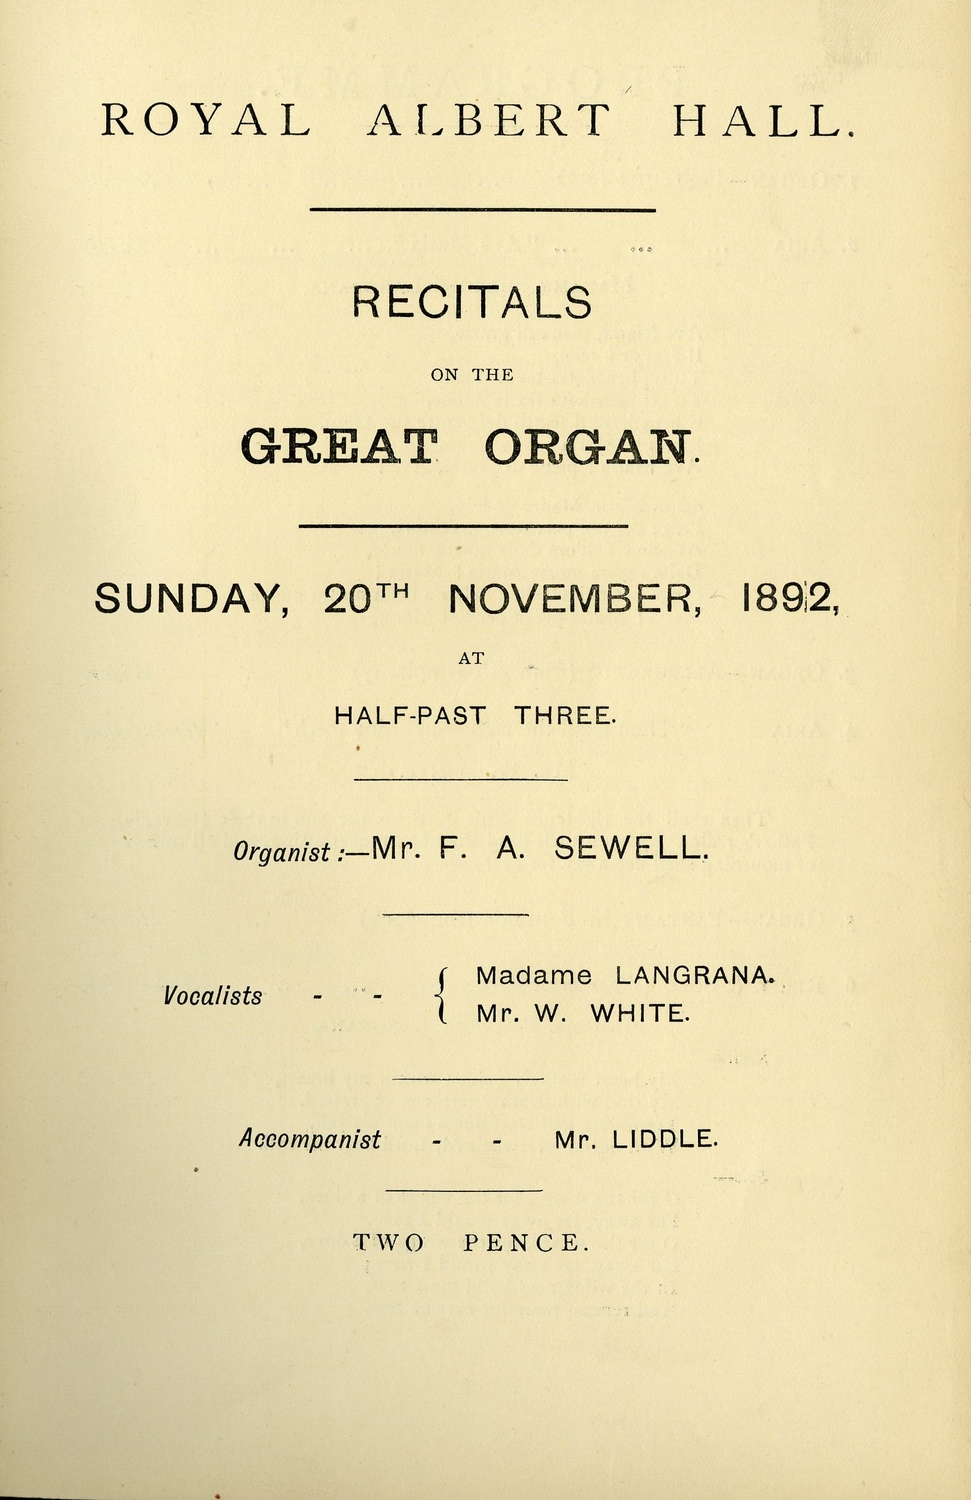 ROYAL ALBERT HALL.
RECITALS
ON THE
GREAT ORGAN.
SUNDAY, 20TH NOVEMBER, 1892,
AT
HALF-PAST THREE.
Organist :—Mr. F. A. SEWELL.
Vocalists - - { Madame LANGRANA.
Mr. W. WHITE.
Accompanist - - Mr. LIDDLE.
TWO PENCE.